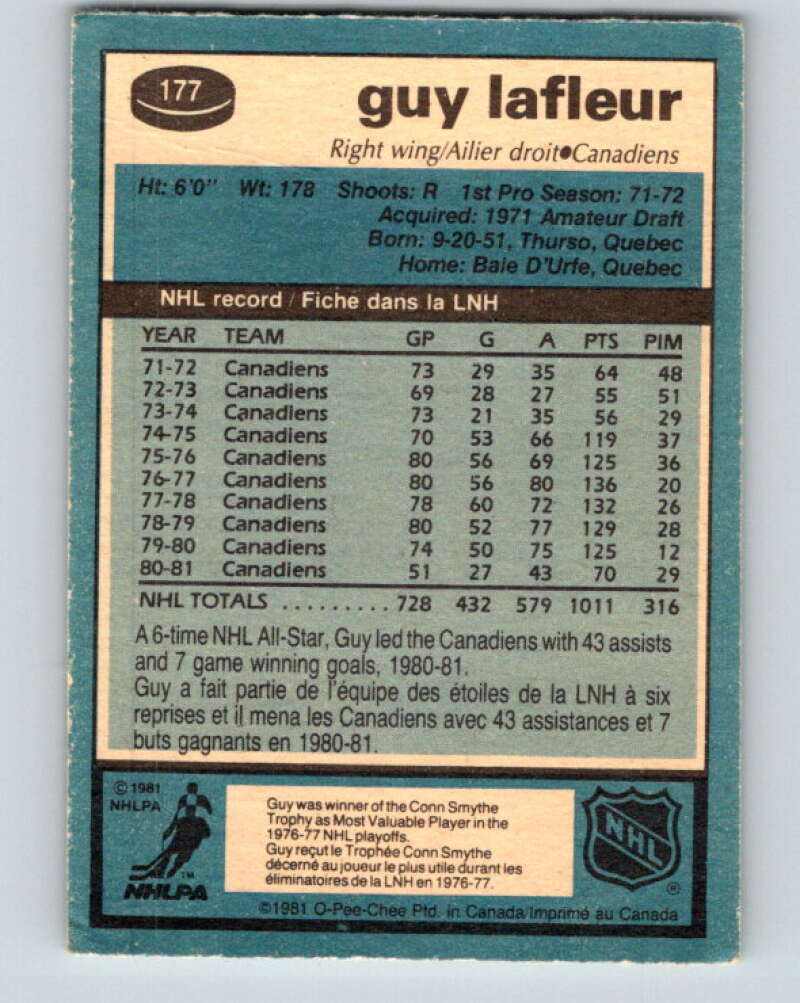 177
guy lafleur
Right wing/Ailier droit●Canadiens
Ht: 6'0" Wt: 178 Shoots: R 1st Pro Season: 71-72
Acquired: 1971 Amateur Draft
Born: 9-20-51, Thurso, Quebec
Home: Baie D'Urfe, Quebec
NHL record / Fiche dans la LNH
YEAR TEAM GP G A PTS PIM
71-72 Canadiens 73 29 35 64 48
72-73 Canadiens 69 28 27 55 51
73-74 Canadiens 73 21 35 56 29
74-75 Canadiens 70 53 66 119 37
75-76 Canadiens 80 56 69 125 36
76-77 Canadiens 80 56 80 136 20
77-78 Canadiens 78 60 72 132 26
78-79 Canadiens 80 52 77 129 28
79-80 Canadiens 74 50 75 125 12
80-81 Canadiens 51 27 43 70 29
NHL TOTALS ......... 728 432 579 1011 316
A 6-time NHL All-Star, Guy led the Canadiens with 43 assists
and 7 game winning goals, 1980-81.
Guy a fait partie de l'équipe des étoiles de la LNH à six
reprises et il mena les Canadiens avec 43 assistances et 7
buts gagnants en 1980-81.
© 1981
NHLPA
TM
NHLPA
Guy was winner of the Conn Smythe
Trophy as Most Valuable Player in the
1976-77 NHL playoffs.
Guy reçut le Trophée Conn Smythe
décerné au joueur le plus utile durant les
éliminatoires de la LNH en 1976-77.
NHL
®
©1981 O-Pee-Chee Ptd. in Canada/Imprimé au Canada